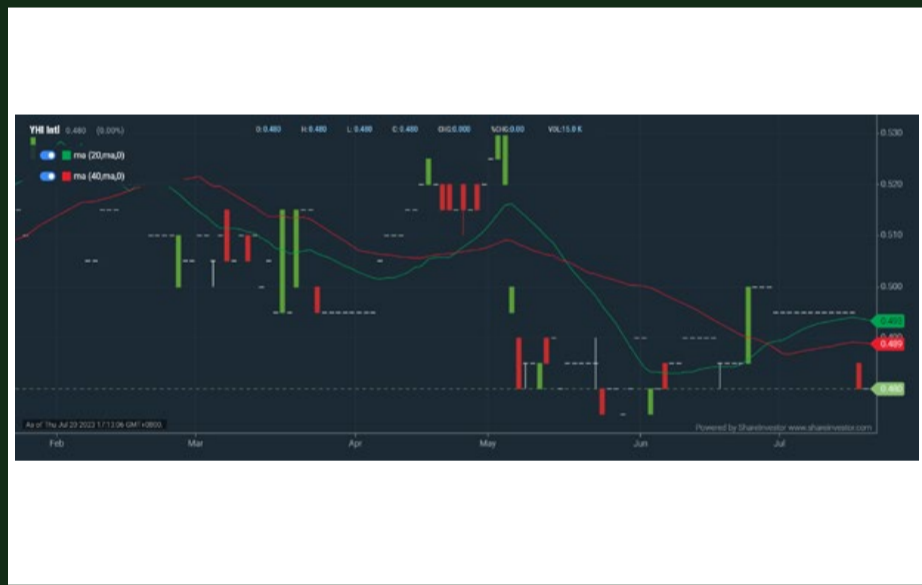 YHI Intl 0.480 (0.00%) O:0.480 H:0.480 L:0.480 C:0.480 CHG:0.000 %CHG:0.00 VOL:15.0 K
ma (20,ma,0)
ma (40,ma,0)
0.530
0.520
0.510
0.500
0.493
0.490
0.489
0.480
As of Thu Jul 20 2023 17:13:06 GMT+0800
Powered by ShareInvestor www.shareinvestor.com
Feb Mar Apr May Jun Jul